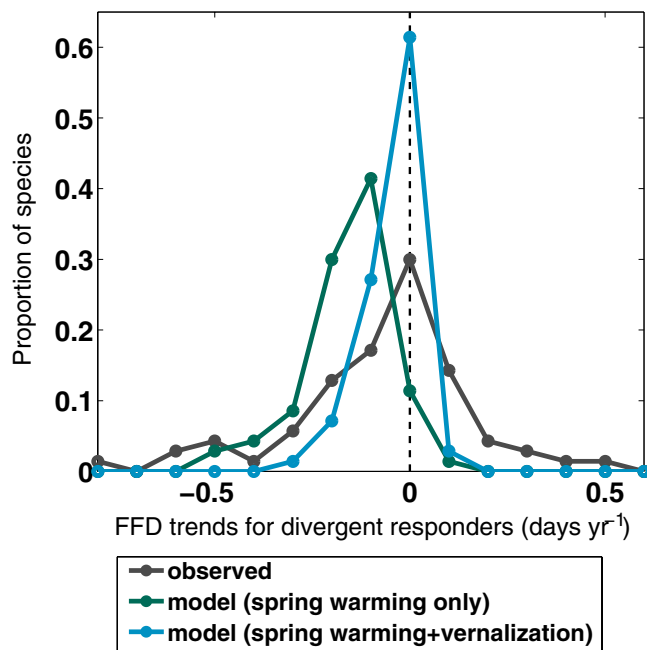 0.6
0.5
0.4
0.3
0.2
0.1
0
Proportion of species
−0.5 0 0.5
FFD trends for divergent responders (days yr⁻¹)
observed
model (spring warming only)
model (spring warming+vernalization)